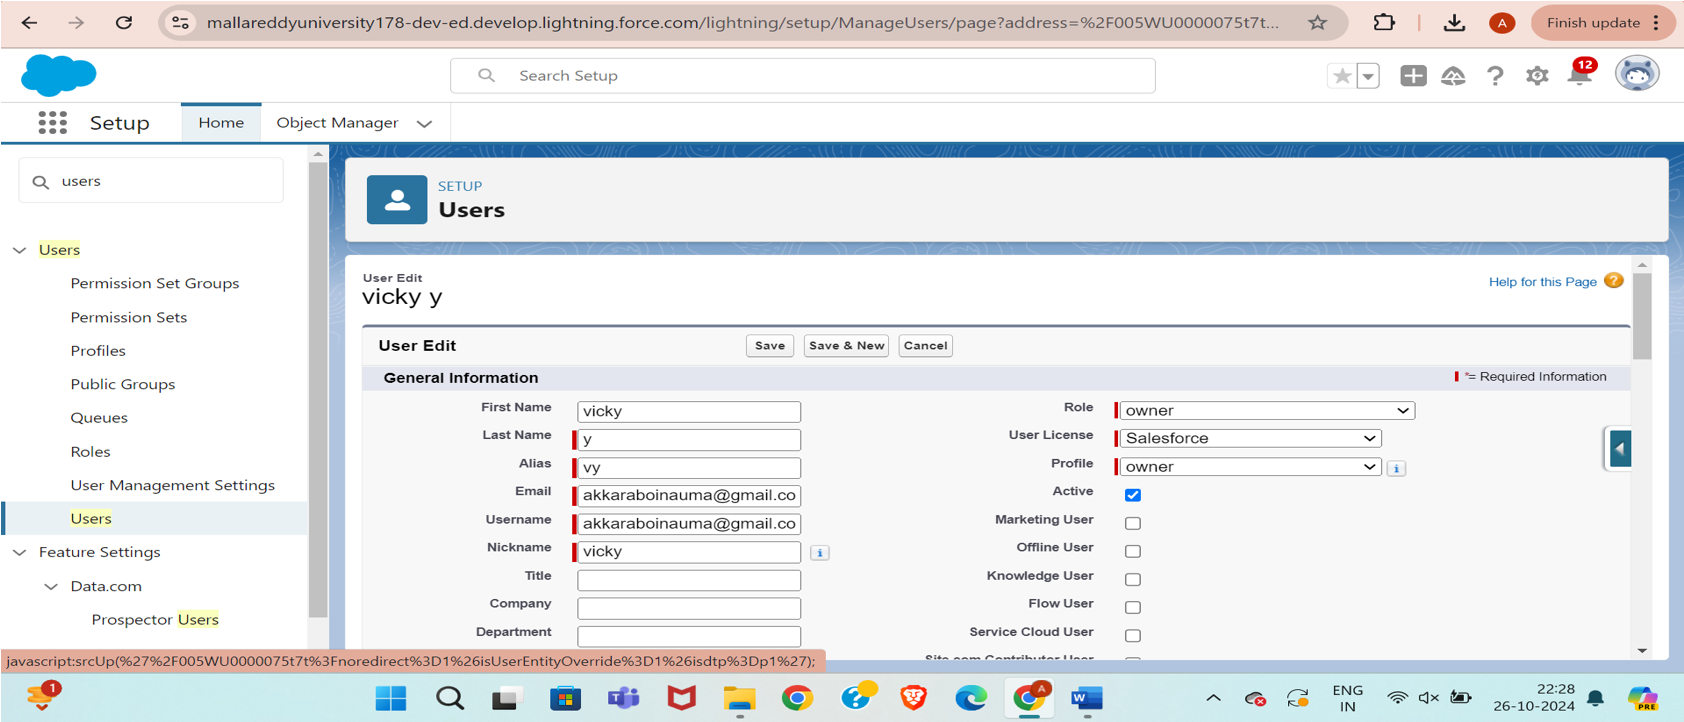 mallareddyuniversity178-dev-ed.develop.lightning.force.com/lightning/setup/ManageUsers/page?address=%2F005WU0000075t7t...
A
Finish update
Search Setup
12
Setup
Home
Object Manager
users
SETUP
Users
Users
Permission Set Groups
Permission Sets
Profiles
Public Groups
Queues
Roles
User Management Settings
Users
Feature Settings
Data.com
Prospector Users
User Edit
vicky y
Help for this Page ?
User Edit
Save
Save & New
Cancel
General Information
*= Required Information
First Name vicky
Role owner
Last Name y
User License Salesforce
Alias vy
Profile owner
Email akkaraboinauma@gmail.co
Active
Username akkaraboinauma@gmail.co
Marketing User
Nickname vicky
Offline User
Title
Knowledge User
Company
Flow User
Department
Service Cloud User
Site.com Contributor User
javascript:srcUp(%27%2F005WU0000075t7t%3Fnoredirect%3D1%26isUserEntityOverride%3D1%26isdtp%3Dp1%27);
1
A
ENG
IN
22:28
26-10-2024
PRE